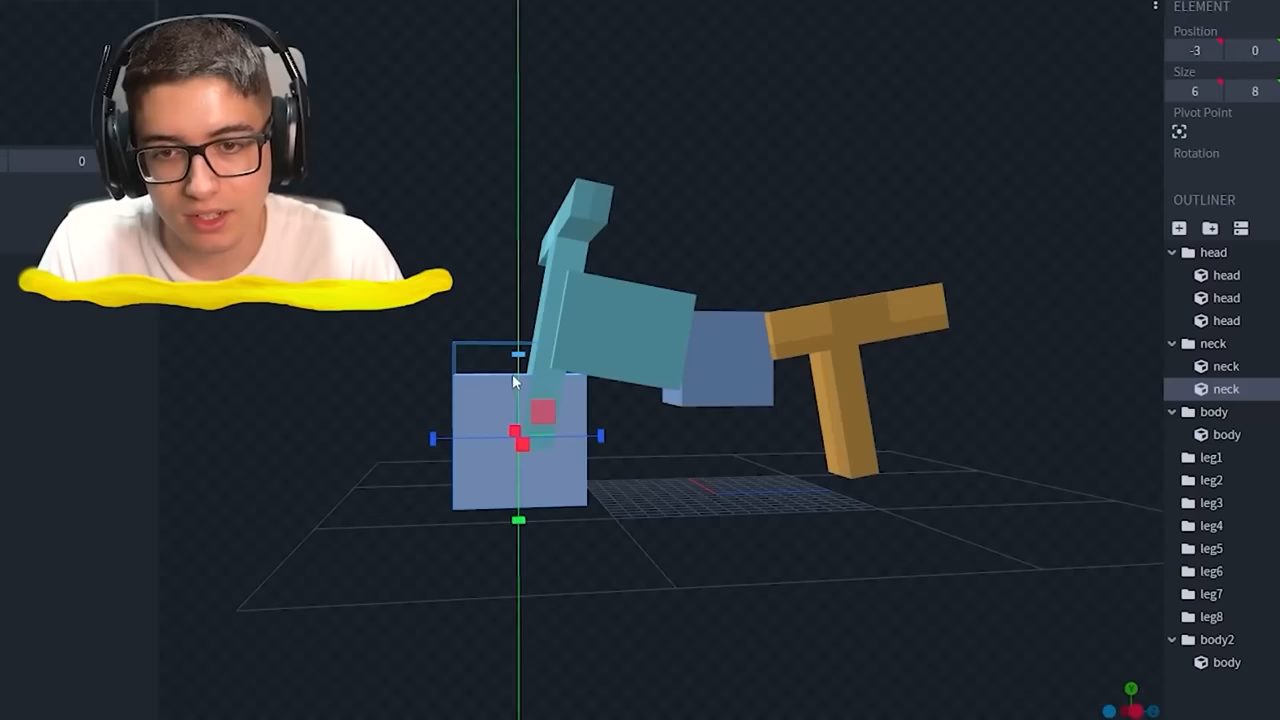 ELEMENT
Position
-3 0
Size
6 8
Pivot Point
Rotation
0
OUTLINER
head
head
head
head
neck
neck
neck
body
body
leg1
leg2
leg3
leg4
leg5
leg6
leg7
leg8
body2
body
Y